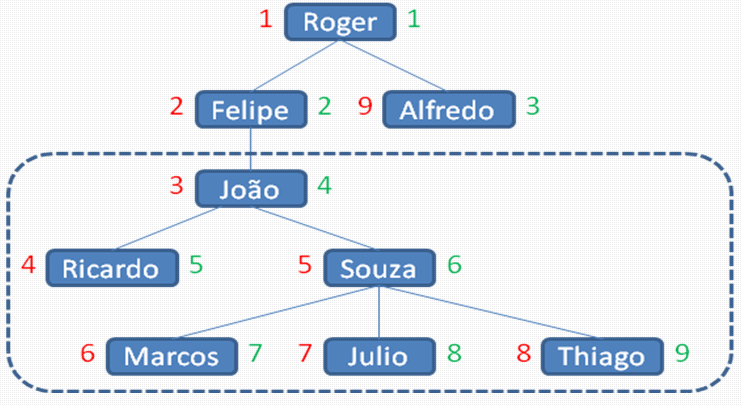 1 Roger 1
2 Felipe 2 9 Alfredo 3
3 João 4
4 Ricardo 5 5 Souza 6
6 Marcos 7 7 Julio 8 8 Thiago 9